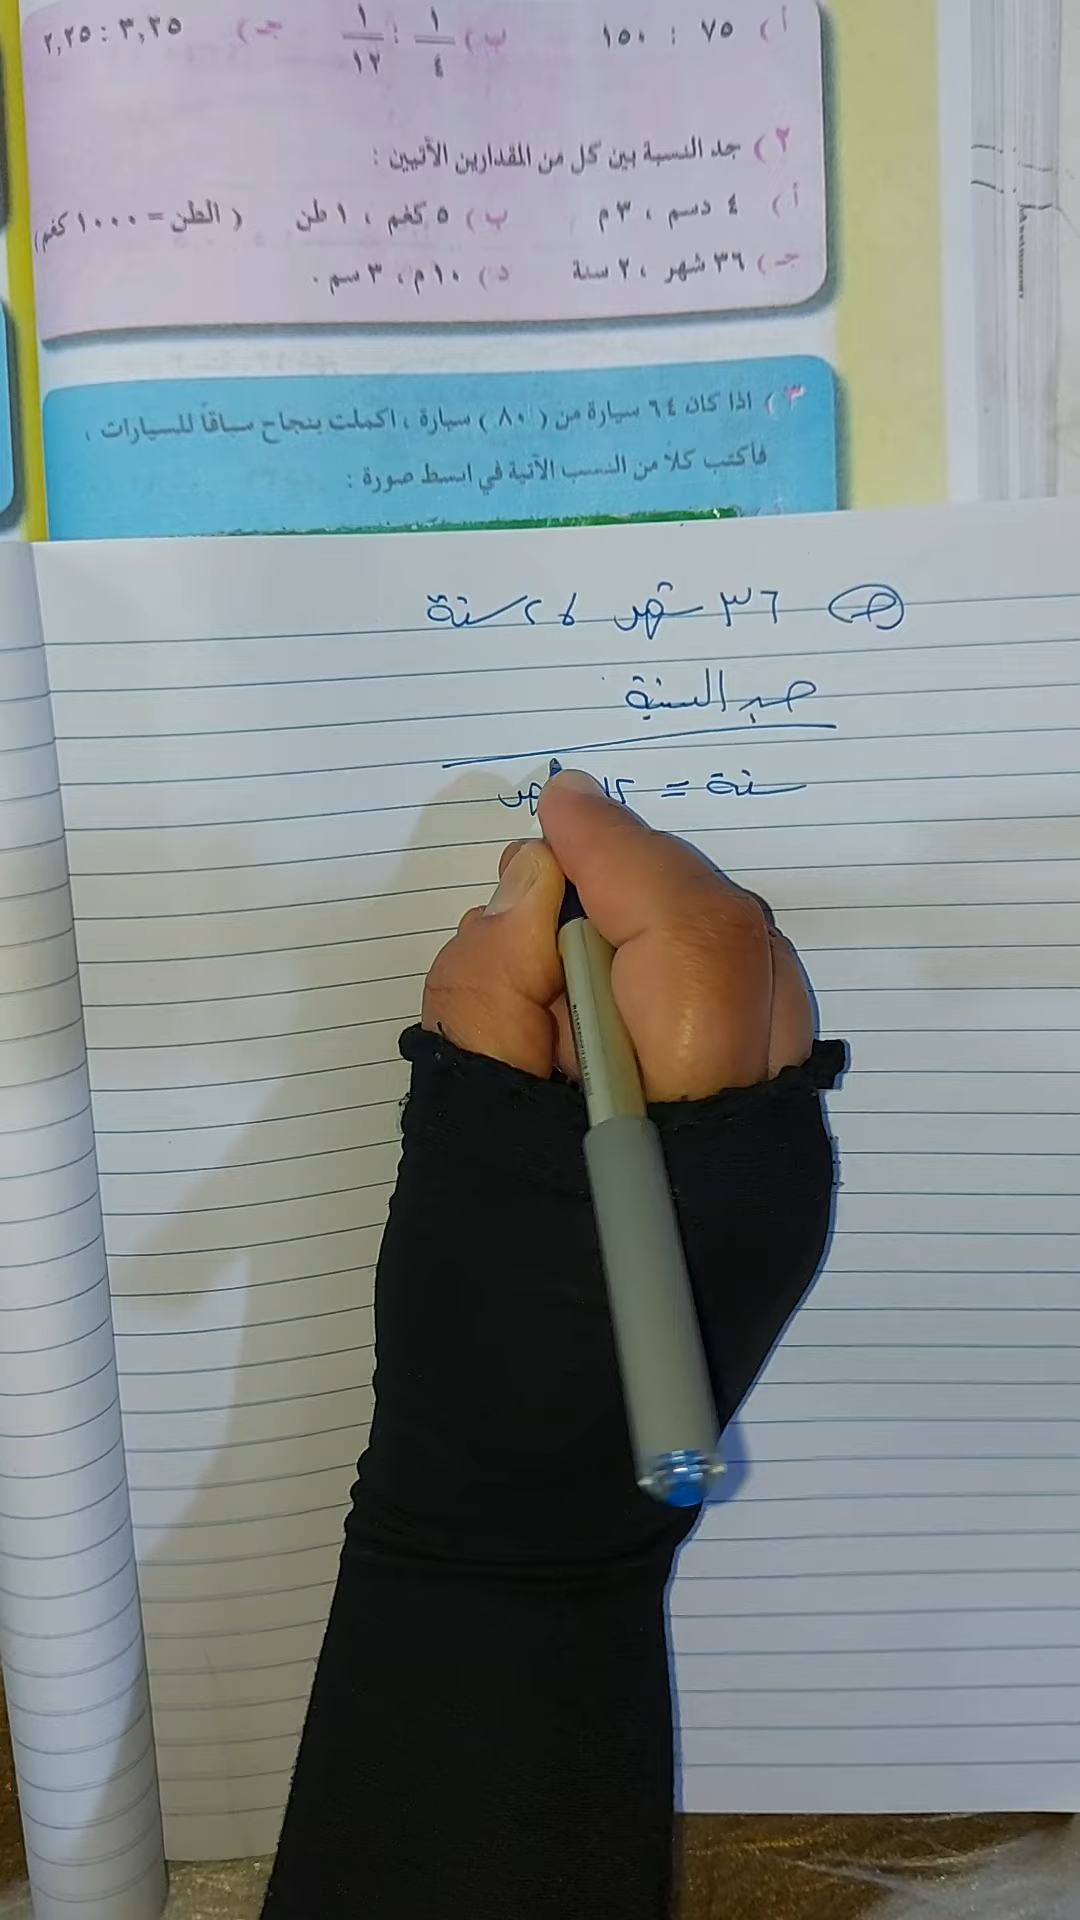 أ ) ٧٥ : ١٥٠ ب ) ١/٤ : ١/١٢ جـ ) ٣,٢٥ : ٢,٢٥
٢ ) جد النسبة بين كل من المقدارين الآتيين :
أ ) ٤ دسم ، ٣ م ب ) ٥ كغم ، ١ طن ( الطن = ١٠٠٠ كغم)
جـ ) ٣٦ شهر ، ٢ سنة د ) ١٠ م ، ٣ سم .
٣ ) اذا كان ٦٤ سيارة من ( ٨٠ ) سيارة ، اكملت بنجاح سباقاً للسيارات ،
فأكتب كلاً من النسب الآتية في ابسط صورة :
جـ ٣٦ شهر ، ٢ سنة
جد النسبة
سنة = ١٢